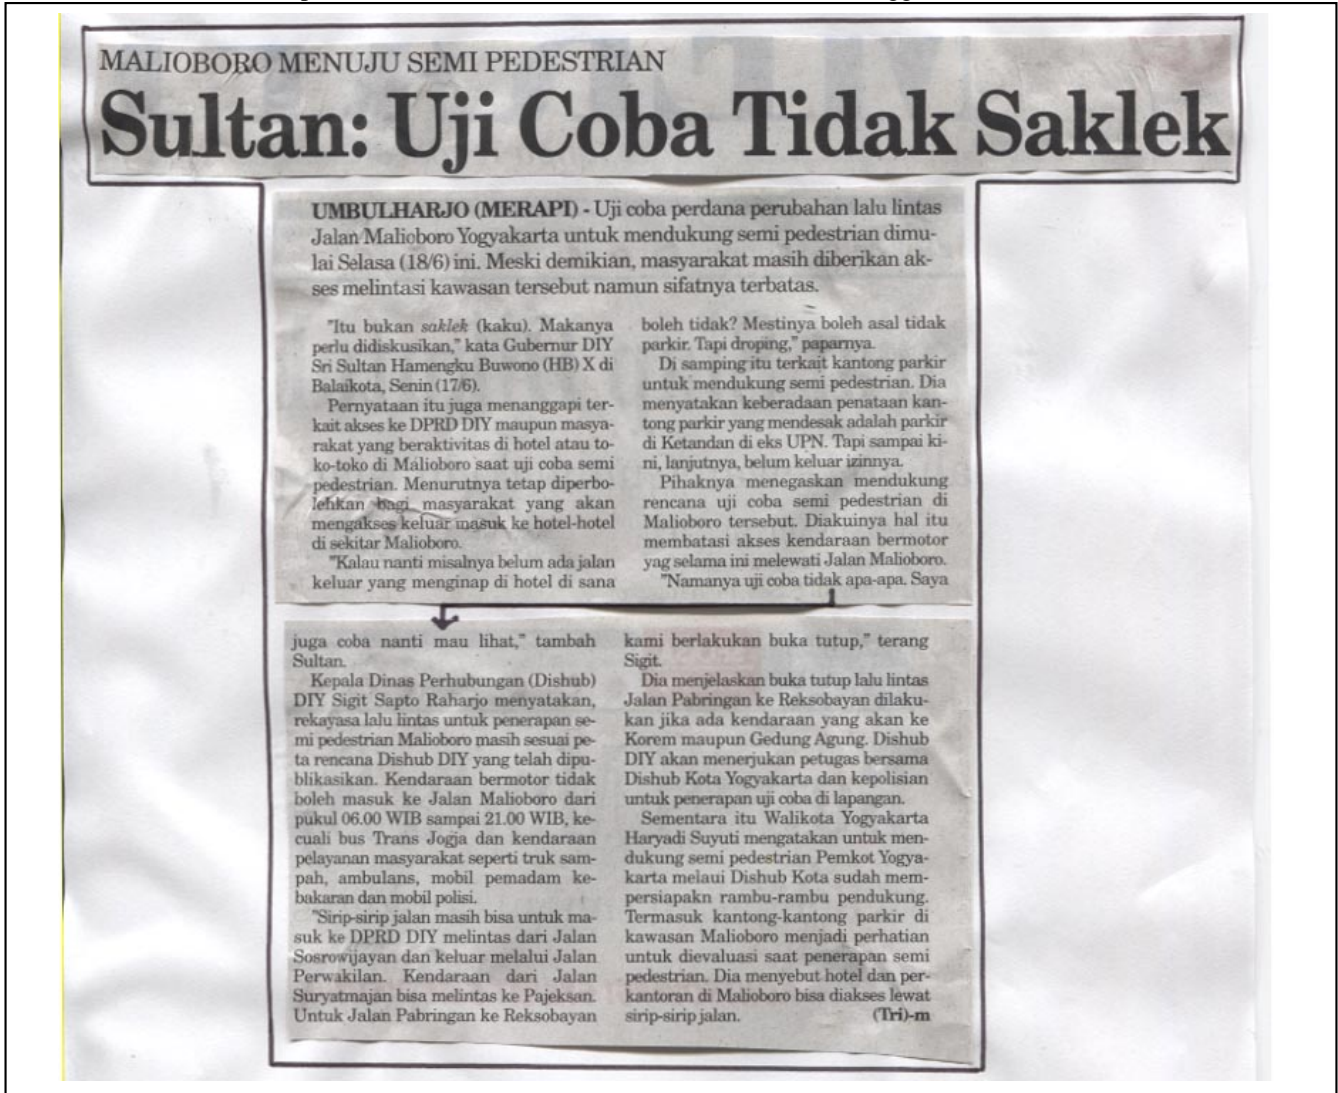 MALIOBORO MENUJU SEMI PEDESTRIAN
Sultan: Uji Coba Tidak Saklek
UMBULHARJO (MERAPI) - Uji coba perdana perubahan lalu lintas
Jalan Malioboro Yogyakarta untuk mendukung semi pedestrian dimu-
lai Selasa (18/6) ini. Meski demikian, masyarakat masih diberikan ak-
ses melintasi kawasan tersebut namun sifatnya terbatas.
"Itu bukan saklek (kaku). Makanya
perlu didiskusikan," kata Gubernur DIY
Sri Sultan Hamengku Buwono (HB) X di
Balaikota, Senin (17/6).
Pernyataan itu juga menanggapi ter-
kait akses ke DPRD DIY maupun masya-
rakat yang beraktivitas di hotel atau to-
ko-toko di Malioboro saat uji coba semi
pedestrian. Menurutnya tetap diperbo-
lehkan bagi masyarakat yang akan
mengakses keluar masuk ke hotel-hotel
di sekitar Malioboro.
"Kalau nanti misalnya belum ada jalan
keluar yang menginap di hotel di sana
boleh tidak? Mestinya boleh asal tidak
parkir. Tapi droping," paparnya.
Di samping itu terkait kantong parkir
untuk mendukung semi pedestrian. Dia
menyatakan keberadaan penataan kan-
tong parkir yang mendesak adalah parkir
di Ketandan di eks UPN. Tapi sampai ki-
ni, lanjutnya, belum keluar izinnya.
Pihaknya menegaskan mendukung
rencana uji coba semi pedestrian di
Malioboro tersebut. Diakuinya hal itu
membatasi akses kendaraan bermotor
yag selama ini melewati Jalan Malioboro.
"Namanya uji coba tidak apa-apa. Saya
juga coba nanti mau lihat," tambah
Sultan.
Kepala Dinas Perhubungan (Dishub)
DIY Sigit Sapto Raharjo menyatakan,
rekayasa lalu lintas untuk penerapan se-
mi pedestrian Malioboro masih sesuai pe-
ta rencana Dishub DIY yang telah dipu-
blikasikan. Kendaraan bermotor tidak
boleh masuk ke Jalan Malioboro dari
pukul 06.00 WIB sampai 21.00 WIB, ke-
cuali bus Trans Jogja dan kendaraan
pelayanan masyarakat seperti truk sam-
pah, ambulans, mobil pemadam ke-
bakaran dan mobil polisi.
"Sirip-sirip jalan masih bisa untuk ma-
suk ke DPRD DIY melintas dari Jalan
Sosrowijayan dan keluar melalui Jalan
Perwakilan. Kendaraan dari Jalan
Suryatmajan bisa melintas ke Pajeksan.
Untuk Jalan Pabringan ke Reksobayan
kami berlakukan buka tutup," terang
Sigit.
Dia menjelaskan buka tutup lalu lintas
Jalan Pabringan ke Reksobayan dilaku-
kan jika ada kendaraan yang akan ke
Korem maupun Gedung Agung. Dishub
DIY akan menerjukan petugas bersama
Dishub Kota Yogyakarta dan kepolisian
untuk penerapan uji coba di lapangan.
Sementara itu Walikota Yogyakarta
Haryadi Suyuti mengatakan untuk men-
dukung semi pedestrian Pemkot Yogya-
karta melaui Dishub Kota sudah mem-
persiapakn rambu-rambu pendukung.
Termasuk kantong-kantong parkir di
kawasan Malioboro menjadi perhatian
untuk dievaluasi saat penerapan semi
pedestrian. Dia menyebut hotel dan per-
kantoran di Malioboro bisa diakses lewat
sirip-sirip jalan. (Tri)-m